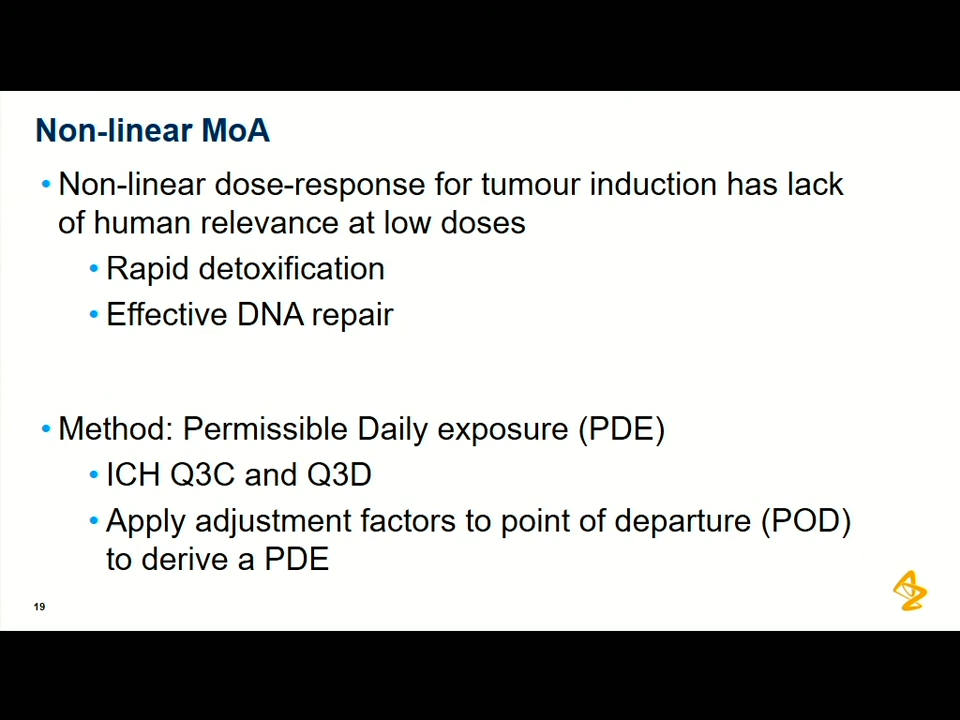 Non-linear MoA
• Non-linear dose-response for tumour induction has lack
of human relevance at low doses
• Rapid detoxification
• Effective DNA repair
• Method: Permissible Daily exposure (PDE)
• ICH Q3C and Q3D
• Apply adjustment factors to point of departure (POD)
to derive a PDE
19